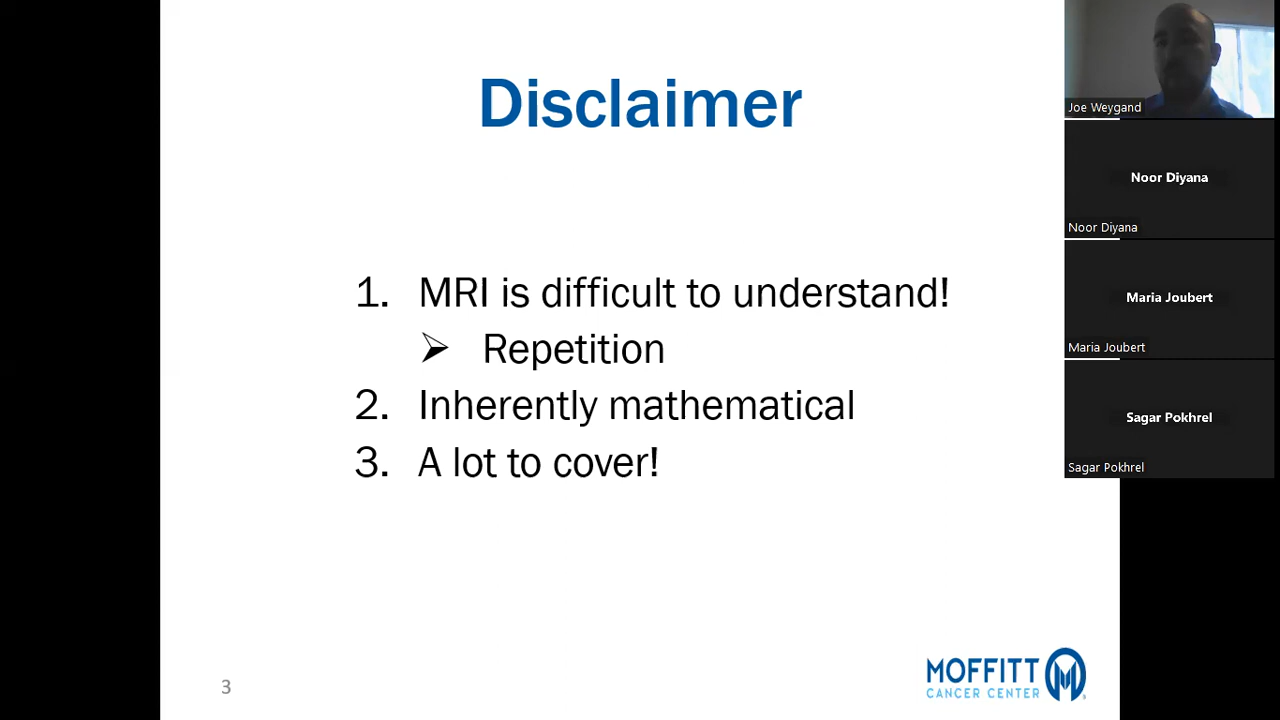 Disclaimer
1. MRI is difficult to understand!
➢ Repetition
2. Inherently mathematical
3. A lot to cover!
3
MOFFITT
CANCER CENTER
Joe Weygand
Noor Diyana
Noor Diyana
Maria Joubert
Maria Joubert
Sagar Pokhrel
Sagar Pokhrel